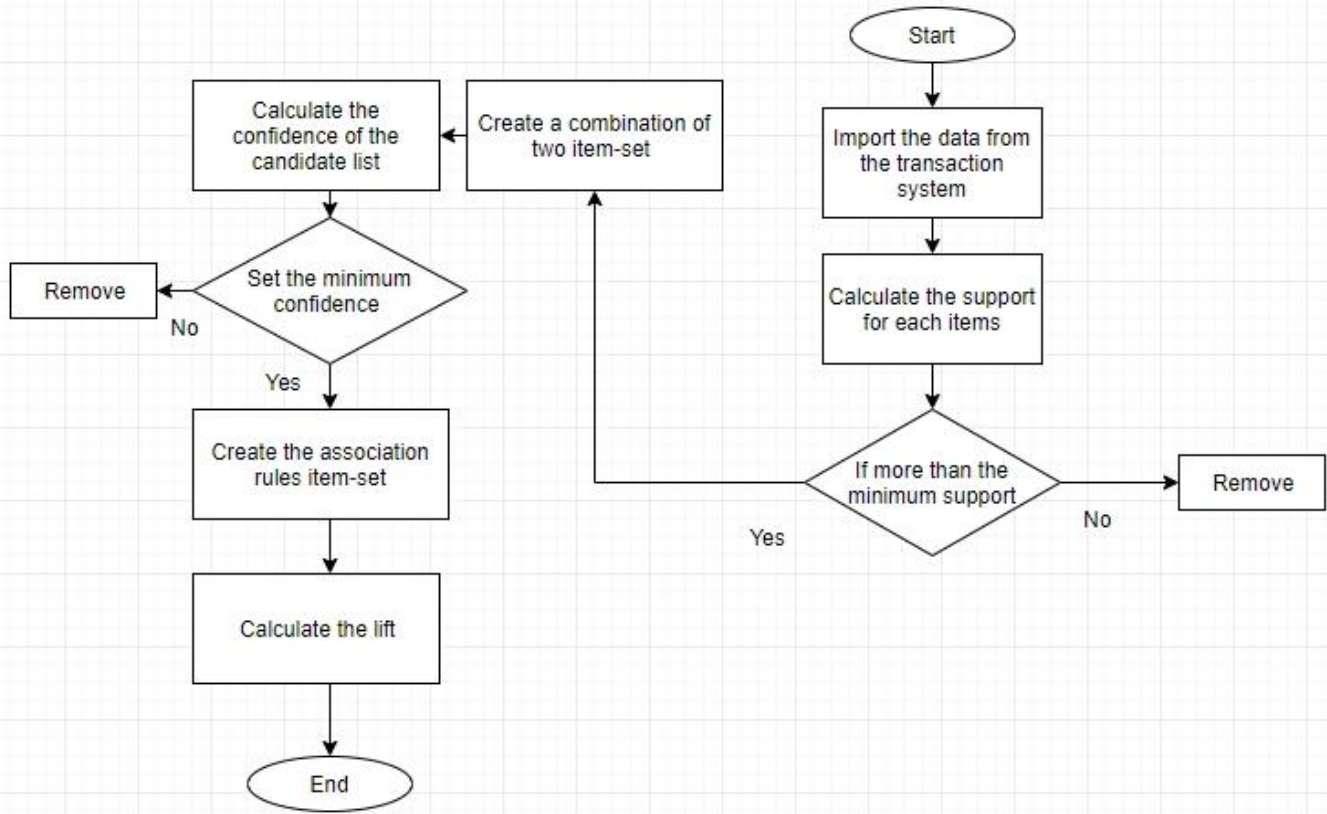 Start
Import the data from
the transaction
system
Calculate the support
for each items
If more than the
minimum support
No
Remove
Yes
Create a combination of
two item-set
Calculate the
confidence of the
candidate list
Set the minimum
confidence
No
Remove
Yes
Create the association
rules item-set
Calculate the lift
End